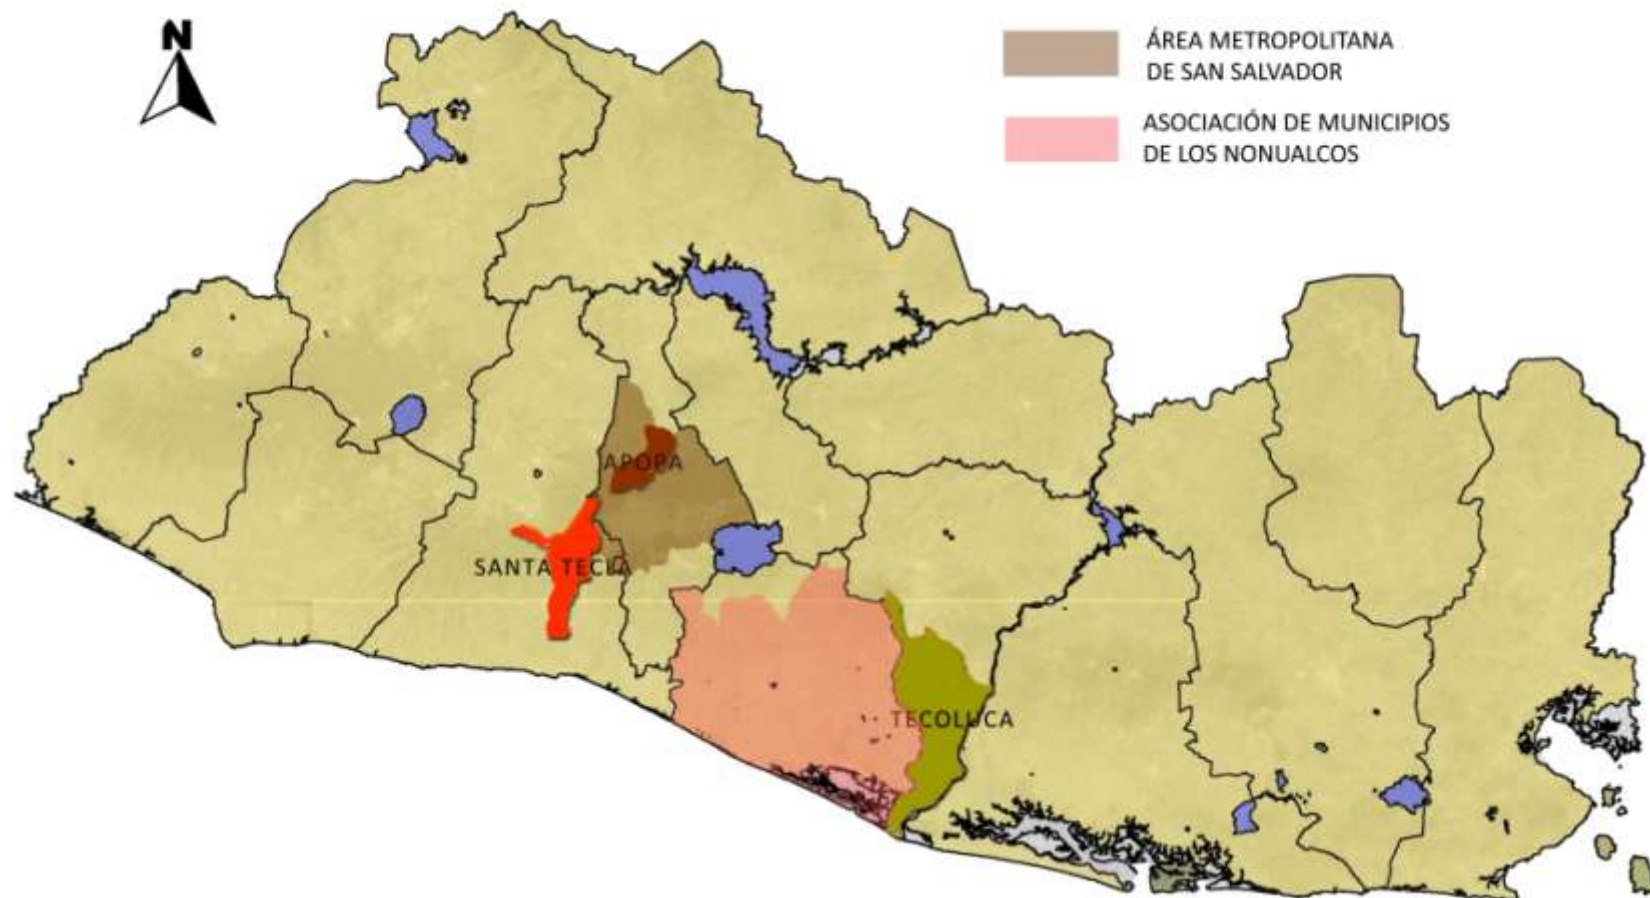 N
ÁREA METROPOLITANA
DE SAN SALVADOR
ASOCIACIÓN DE MUNICIPIOS
DE LOS NONUALCOS
APOPA
SANTA TECLA
TECOLUCA